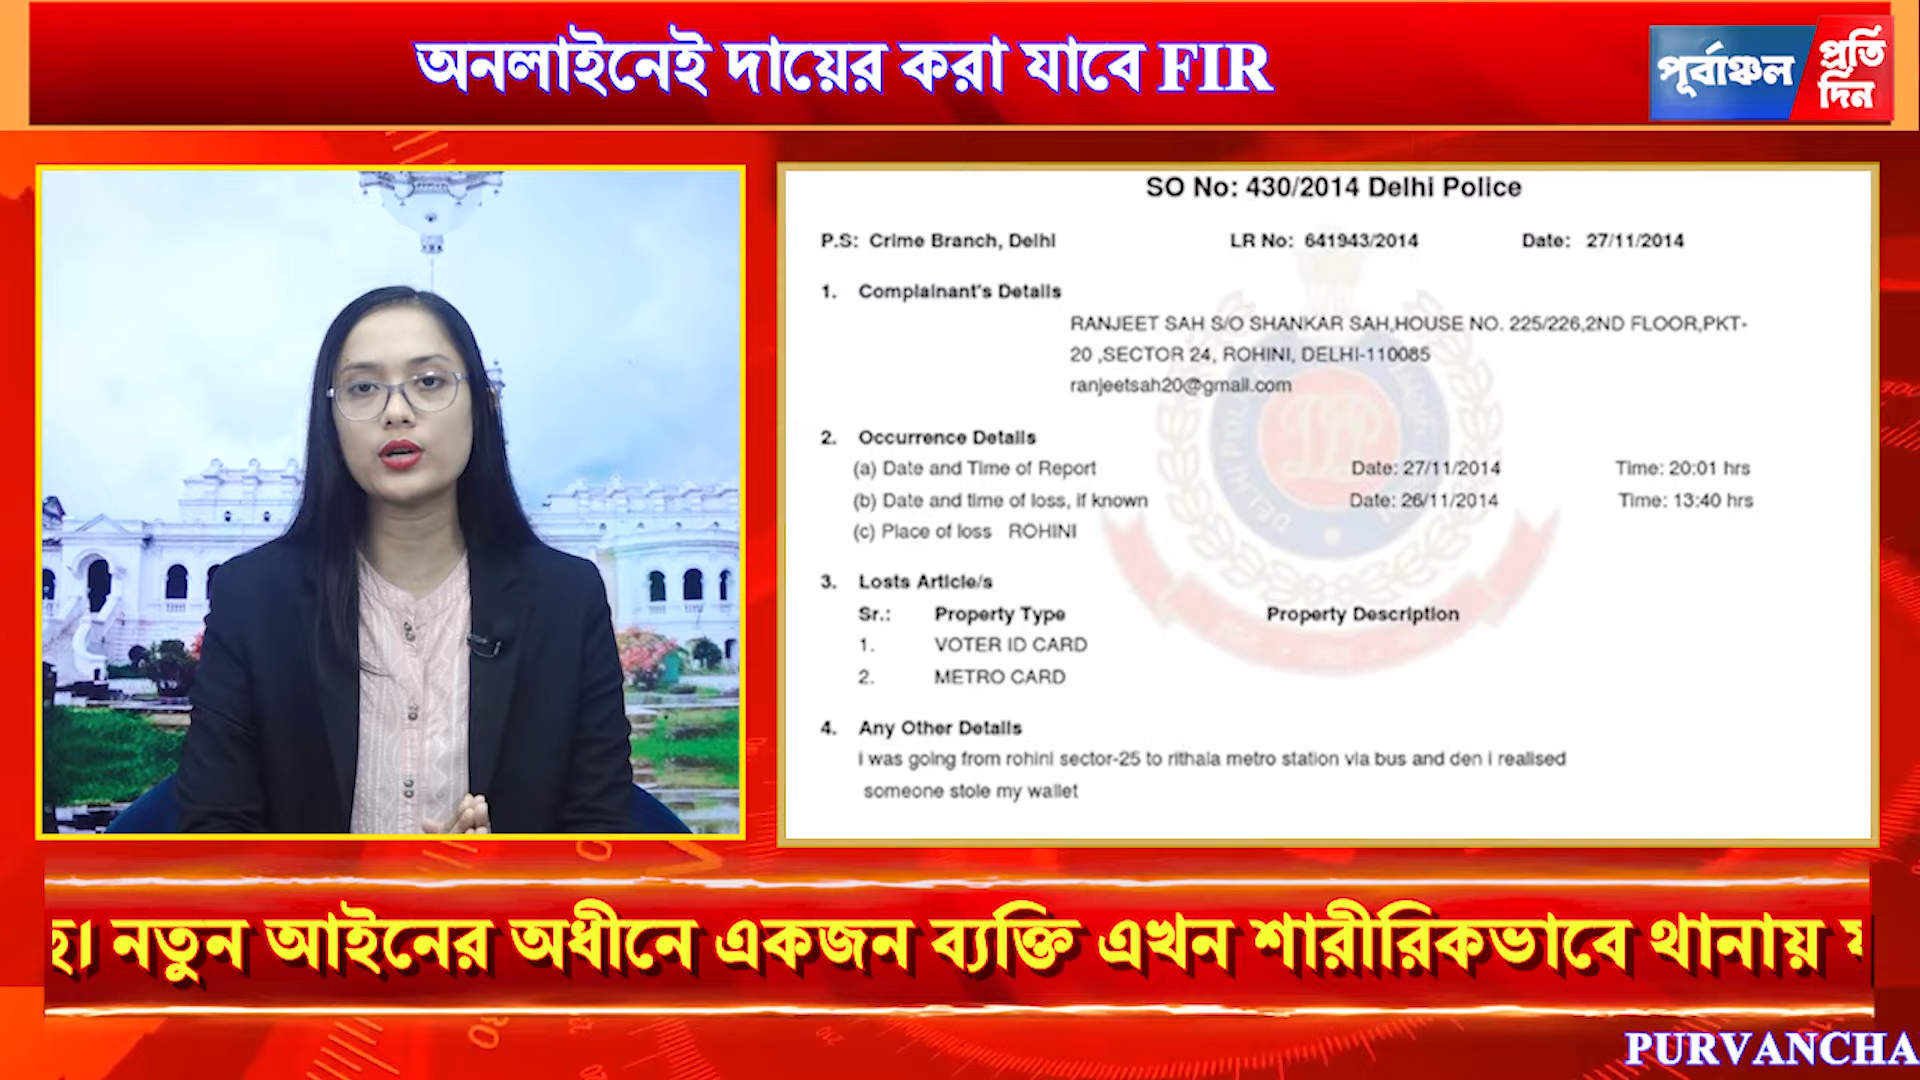 অনলাইনেই দায়ের করা যাবে FIR
পূর্বাঞ্চল
প্রতি
দিন
SO No: 430/2014 Delhi Police
P.S: Crime Branch, Delhi LR No: 641943/2014 Date: 27/11/2014
1. Complainant's Details
RANJEET SAH S/O SHANKAR SAH,HOUSE NO. 225/226,2ND FLOOR,PKT-
20 ,SECTOR 24, ROHINI, DELHI-110085
ranjeetsah20@gmail.com
2. Occurrence Details
(a) Date and Time of Report Date: 27/11/2014 Time: 20:01 hrs
(b) Date and time of loss, if known Date: 26/11/2014 Time: 13:40 hrs
(c) Place of loss ROHINI
3. Losts Article/s
Sr.: Property Type Property Description
1. VOTER ID CARD
2. METRO CARD
4. Any Other Details
i was going from rohini sector-25 to rithala metro station via bus and den i realised
someone stole my wallet
নতুন আইনের অধীনে একজন ব্যক্তি এখন শারীরিকভাবে থানায়
PURVANCHA